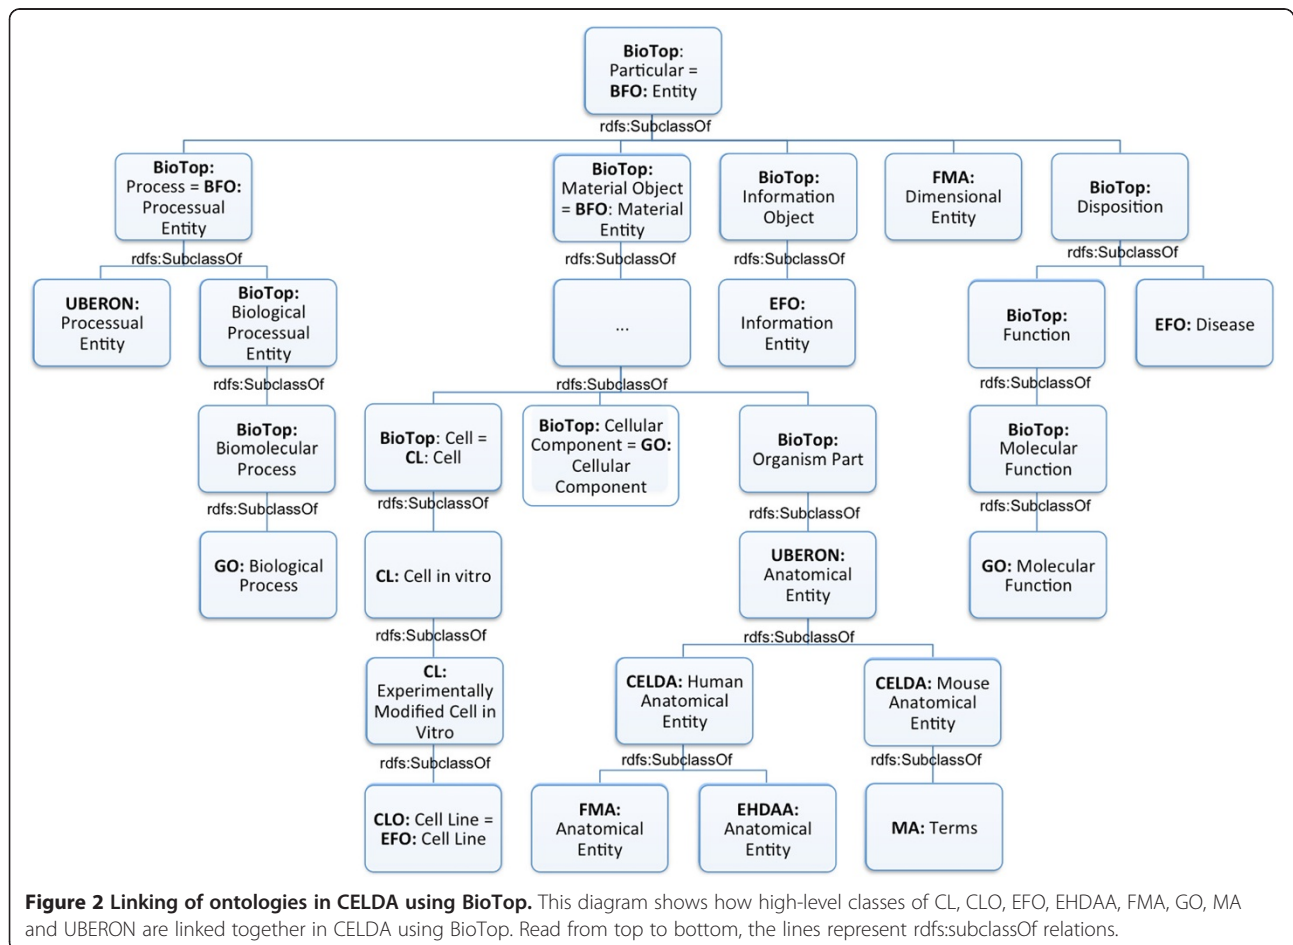 BioTop:
Particular =
BFO: Entity
rdfs:SubclassOf
BioTop:
Process = BFO:
Processual
Entity
BioTop:
Material Object
= BFO: Material
Entity
BioTop:
Information
Object
FMA:
Dimensional
Entity
BioTop:
Disposition
rdfs:SubclassOf
rdfs:SubclassOf
rdfs:SubclassOf
rdfs:SubclassOf
UBERON:
Processual
Entity
BioTop:
Biological
Processual
Entity
...
EFO:
Information
Entity
BioTop:
Function
EFO: Disease
rdfs:SubclassOf
rdfs:SubclassOf
rdfs:SubclassOf
BioTop:
Biomolecular
Process
BioTop: Cell =
CL: Cell
BioTop: Cellular
Component = GO:
Cellular
Component
BioTop:
Organism Part
BioTop:
Molecular
Function
rdfs:SubclassOf
rdfs:SubclassOf
rdfs:SubclassOf
rdfs:SubclassOf
GO: Biological
Process
CL: Cell in vitro
UBERON:
Anatomical
Entity
GO: Molecular
Function
rdfs:SubclassOf
rdfs:SubclassOf
CL:
Experimentally
Modified Cell in
Vitro
CELDA: Human
Anatomical
Entity
CELDA: Mouse
Anatomical
Entity
rdfs:SubclassOf
rdfs:SubclassOf
rdfs:SubclassOf
CLO: Cell Line =
EFO: Cell Line
FMA:
Anatomical
Entity
EHDAA:
Anatomical
Entity
MA: Terms
Figure 2 Linking of ontologies in CELDA using BioTop. This diagram shows how high-level classes of CL, CLO, EFO, EHDAA, FMA, GO, MA
and UBERON are linked together in CELDA using BioTop. Read from top to bottom, the lines represent rdfs:subclassOf relations.